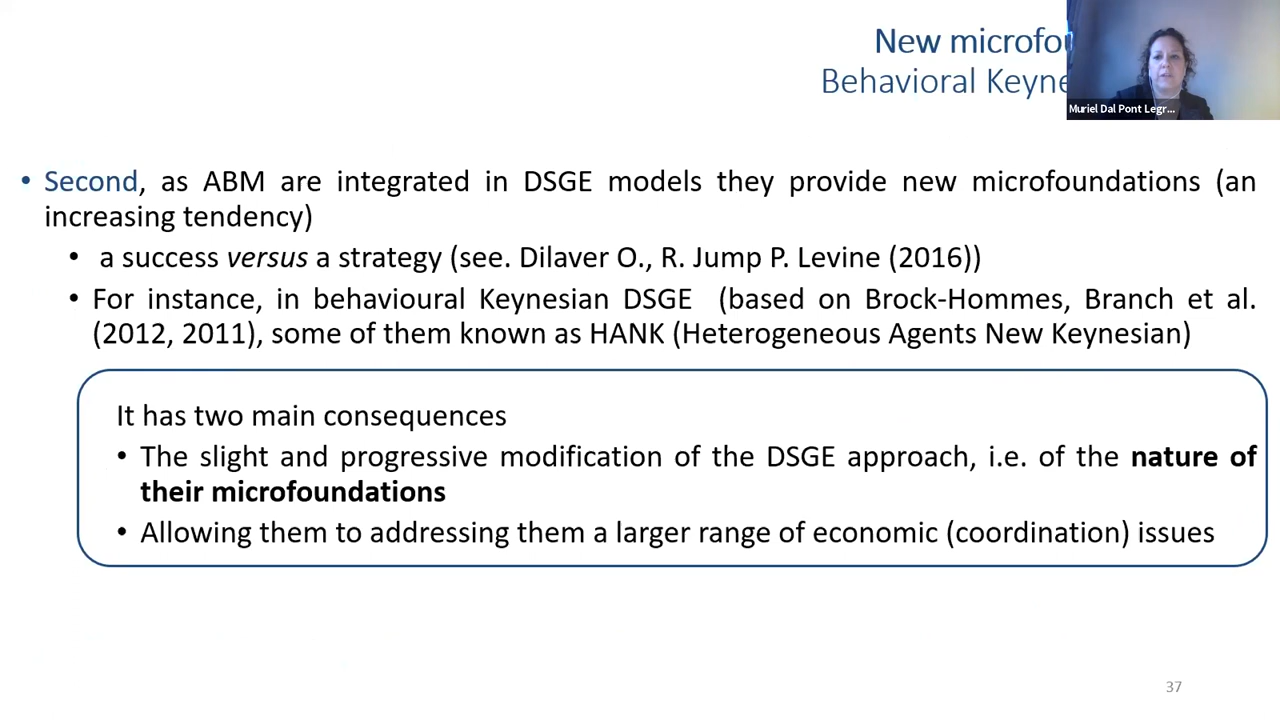 New microfou
Behavioral Keyne
Muriel Dal Pont Legr...
• Second, as ABM are integrated in DSGE models they provide new microfoundations (an
increasing tendency)
• a success versus a strategy (see. Dilaver O., R. Jump P. Levine (2016))
• For instance, in behavioural Keynesian DSGE (based on Brock-Hommes, Branch et al.
(2012, 2011), some of them known as HANK (Heterogeneous Agents New Keynesian)
It has two main consequences
• The slight and progressive modification of the DSGE approach, i.e. of the nature of
their microfoundations
• Allowing them to addressing them a larger range of economic (coordination) issues
37